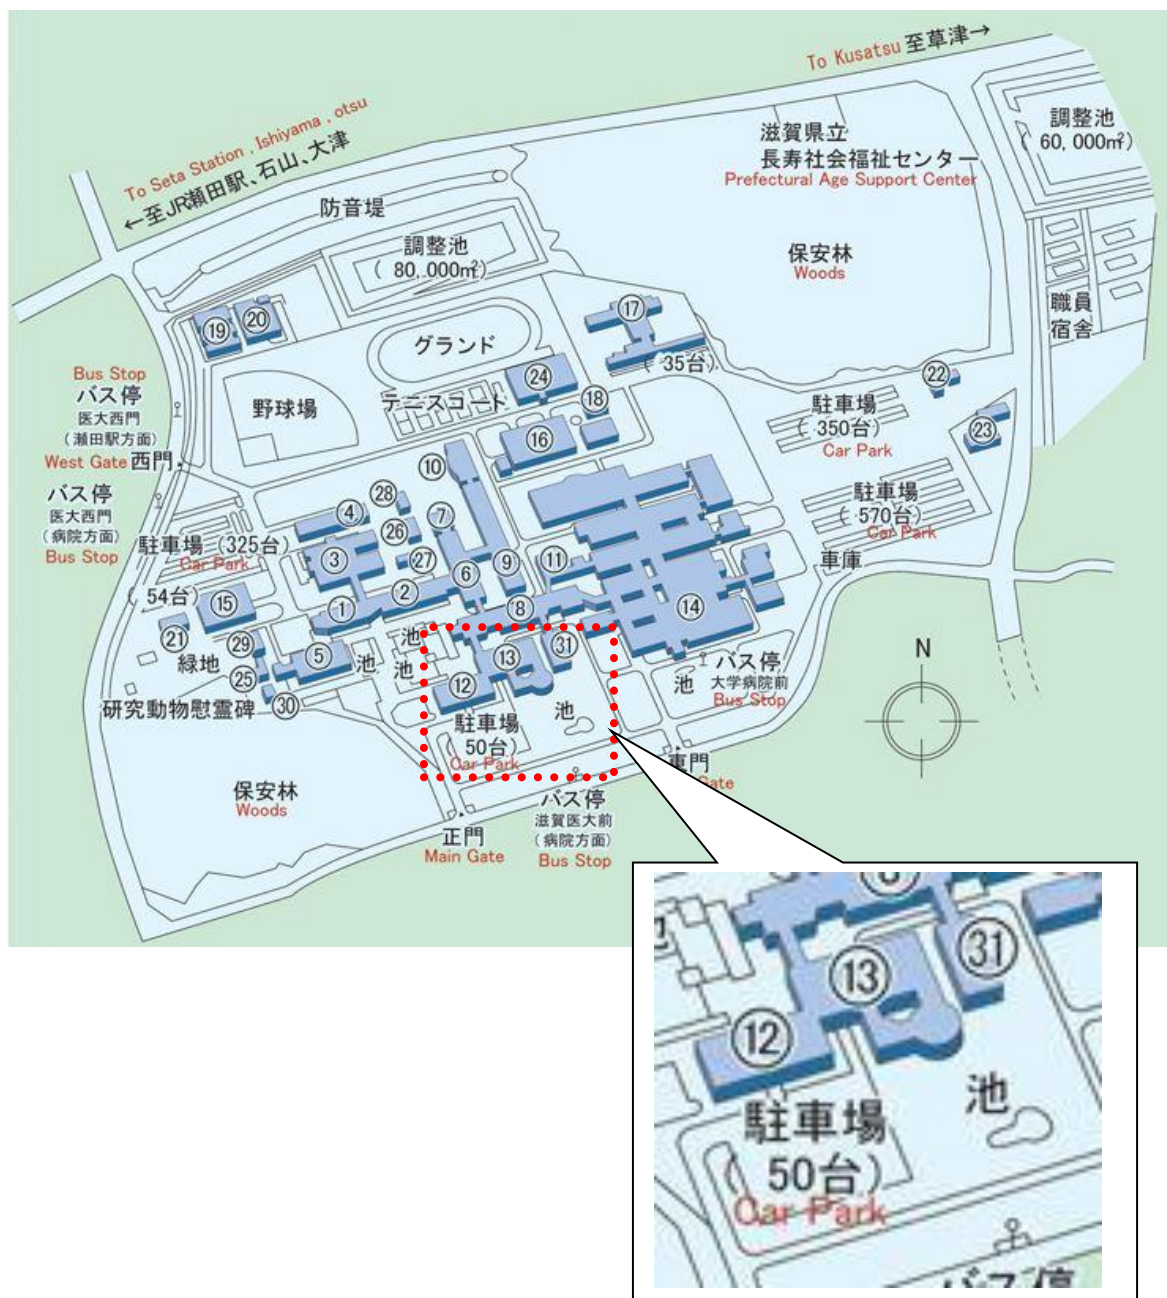 To Kusatsu 至草津→
To Seta Station , Ishiyama , otsu
←至JR瀬田駅、石山、大津
防音堤
調整池
( 80,000㎡)
滋賀県立
長寿社会福祉センター
Prefectural Age Support Center
調整池
( 60,000㎡)
保安林
Woods
職員
宿舎
⑲
⑳
⑰
( 35台)
グランド
㉔
⑱
テニスコート
野球場
⑯
㉒
㉓
駐車場
( 350台)
Car Park
駐車場
( 570台)
Car Park
車庫
Bus Stop
バス停
医大西門
(瀬田駅方面)
West Gate 西門
バス停
医大西門
(病院方面)
Bus Stop
駐車場 (325台)
Car Park
( 54台)
⑩
㉘
④
㉖
⑦
③
㉗
⑨
⑪
⑥
②
①
⑧
⑭
⑮
㉑
㉙
緑地
㉕
⑤
㉚
研究動物慰霊碑
池
池
池
⑬
㉛
⑫
池
駐車場
( 50台)
Car Park
池
バス停
大学病院前
Bus Stop
N
東門
Gate
保安林
Woods
正門
Main Gate
バス停
滋賀医大前
(病院方面)
Bus Stop
⑬
㉛
⑫
池
駐車場
( 50台)
Car Park
バス停